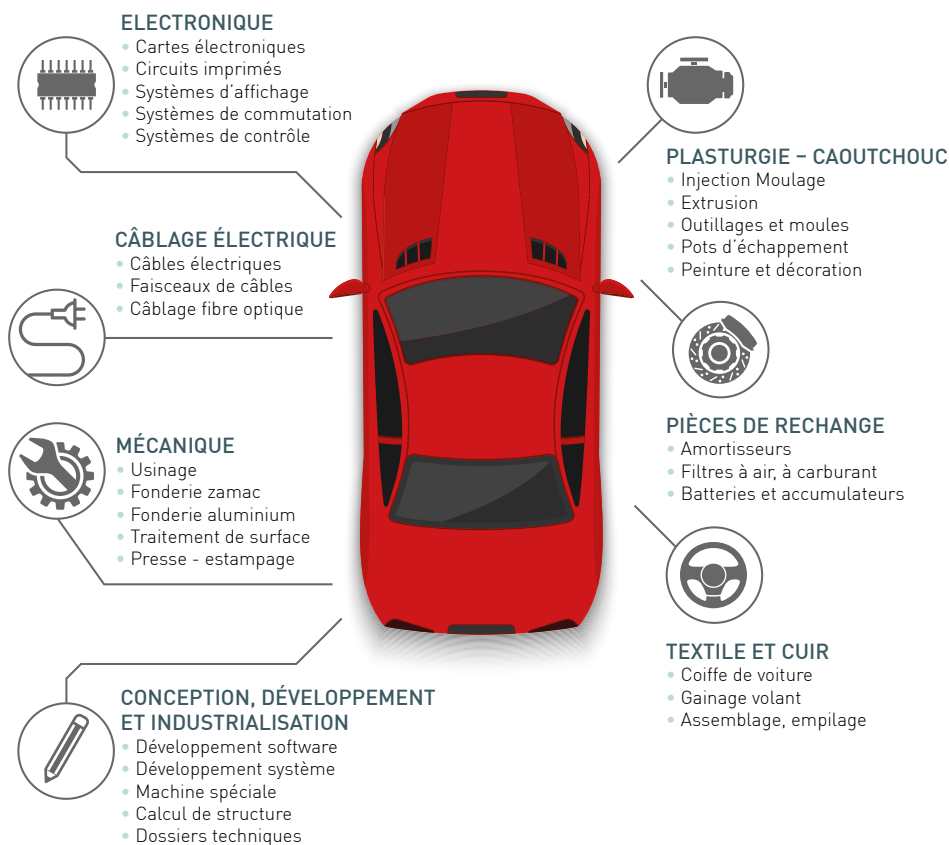 ELECTRONIQUE
• Cartes électroniques
• Circuits imprimés
• Systèmes d'affichage
• Systèmes de commutation
• Systèmes de contrôle
CÂBLAGE ÉLECTRIQUE
• Câbles électriques
• Faisceaux de câbles
• Câblage fibre optique
MÉCANIQUE
• Usinage
• Fonderie zamac
• Fonderie aluminium
• Traitement de surface
• Presse - estampage
CONCEPTION, DÉVELOPPEMENT
ET INDUSTRIALISATION
• Développement software
• Développement système
• Machine spéciale
• Calcul de structure
• Dossiers techniques
PLASTURGIE – CAOUTCHOUC
• Injection Moulage
• Extrusion
• Outillages et moules
• Pots d'échappement
• Peinture et décoration
PIÈCES DE RECHANGE
• Amortisseurs
• Filtres à air, à carburant
• Batteries et accumulateurs
TEXTILE ET CUIR
• Coiffe de voiture
• Gainage volant
• Assemblage, empilage